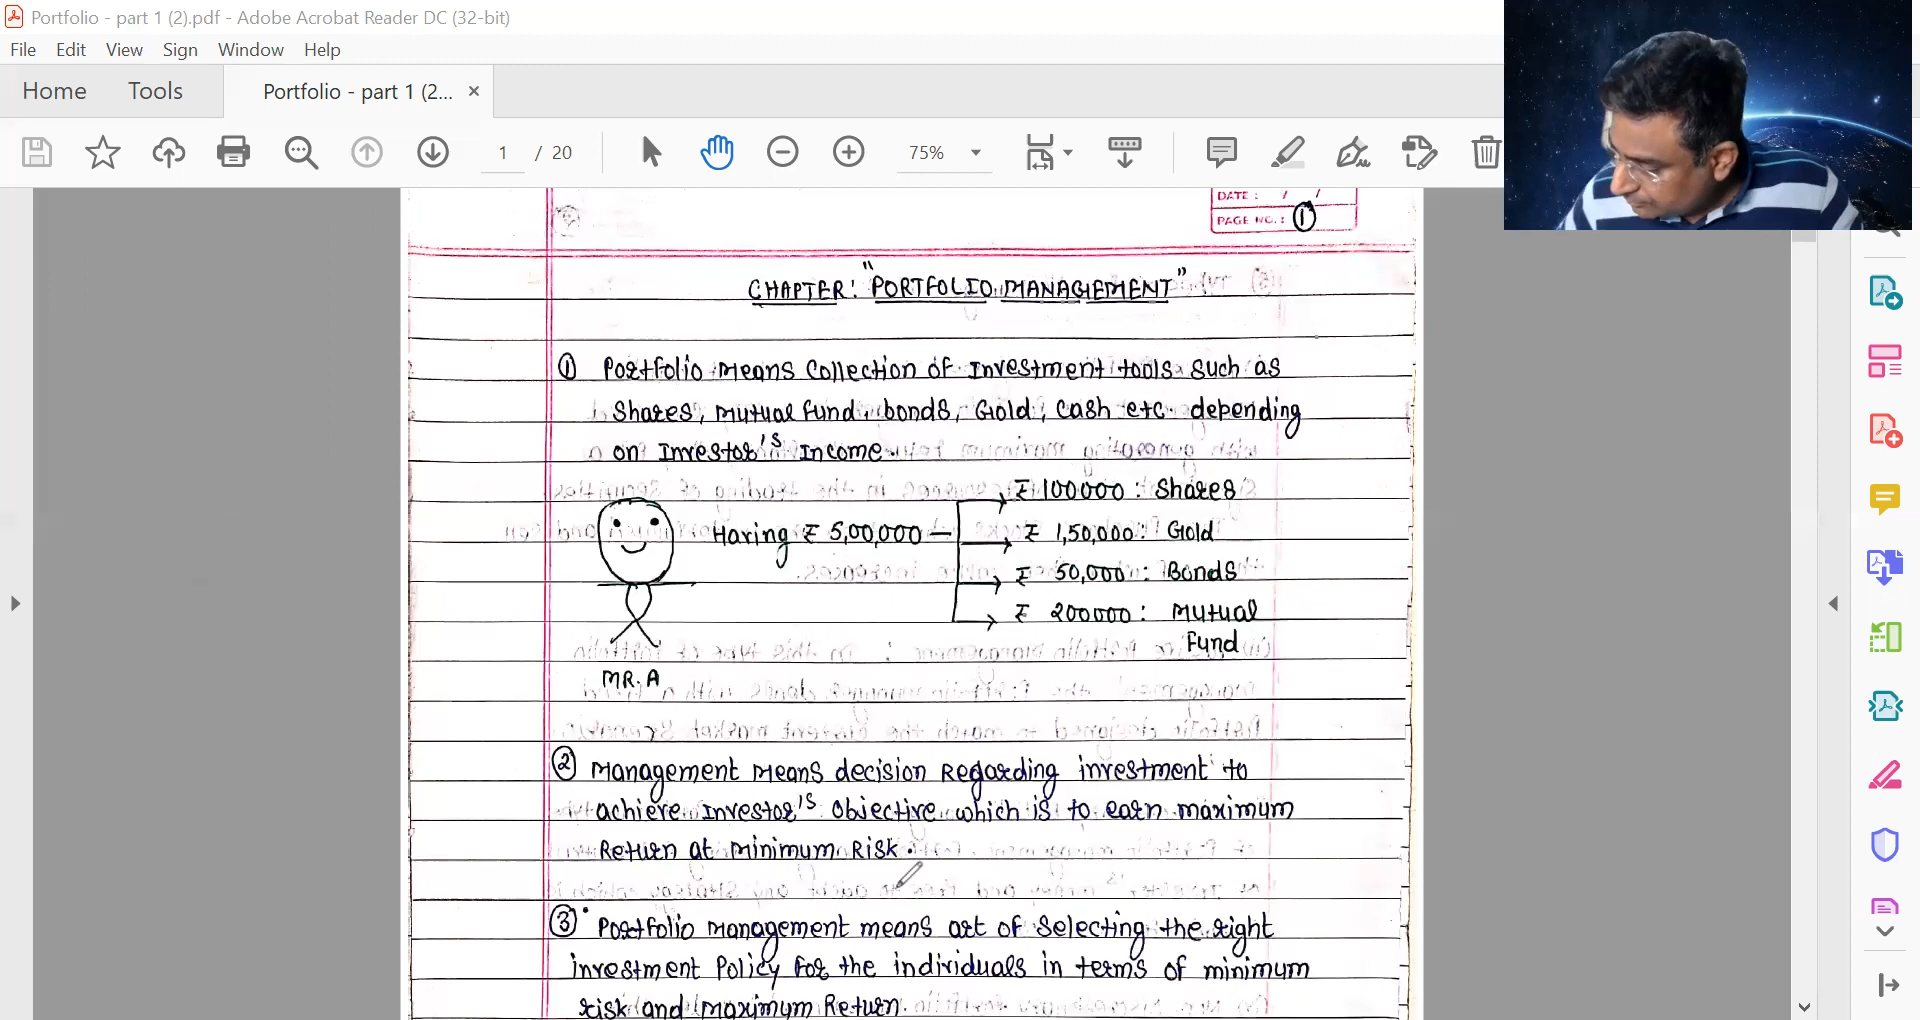 Portfolio - part 1 (2).pdf - Adobe Acrobat Reader DC (32-bit)
File Edit View Sign Window Help
Home Tools Portfolio - part 1 (2... ×
1 / 20 75%
DATE : / /
PAGE NO. : 1
CHAPTER: "PORTFOLIO MANAGEMENT"
① Portfolio Means Collection of Investment tools such as
Shares, Mutual Fund, bonds, Gold, Cash etc. depending
on Investor's Income.
₹ 100000 : Shares
Having ₹ 5,00,000 — ₹ 1,50,000 : Gold
₹ 50,000 : Bonds
₹ 200000 : Mutual
Fund
MR. A
② Management Means decision Regarding investment to
achieve Investor's Objective which is to earn maximum
Return at Minimum Risk.
③ Portfolio Management means art of Selecting the right
investment Policy for the individuals in terms of minimum
risk and Maximum Return.